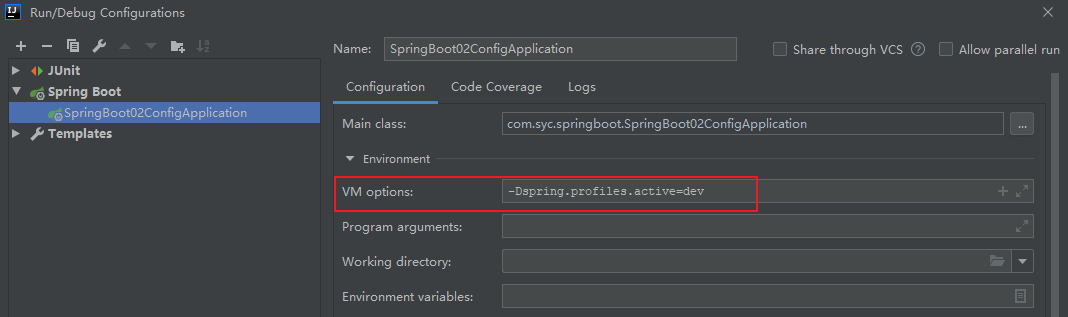 Run/Debug Configurations
Name: SpringBoot02ConfigApplication Share through VCS ? Allow parallel run
JUnit
Spring Boot
SpringBoot02ConfigApplication
Templates
Configuration Code Coverage Logs
Main class: com.syc.springboot.SpringBoot02ConfigApplication ...
Environment
VM options: -Dspring.profiles.active=dev
Program arguments:
Working directory:
Environment variables: